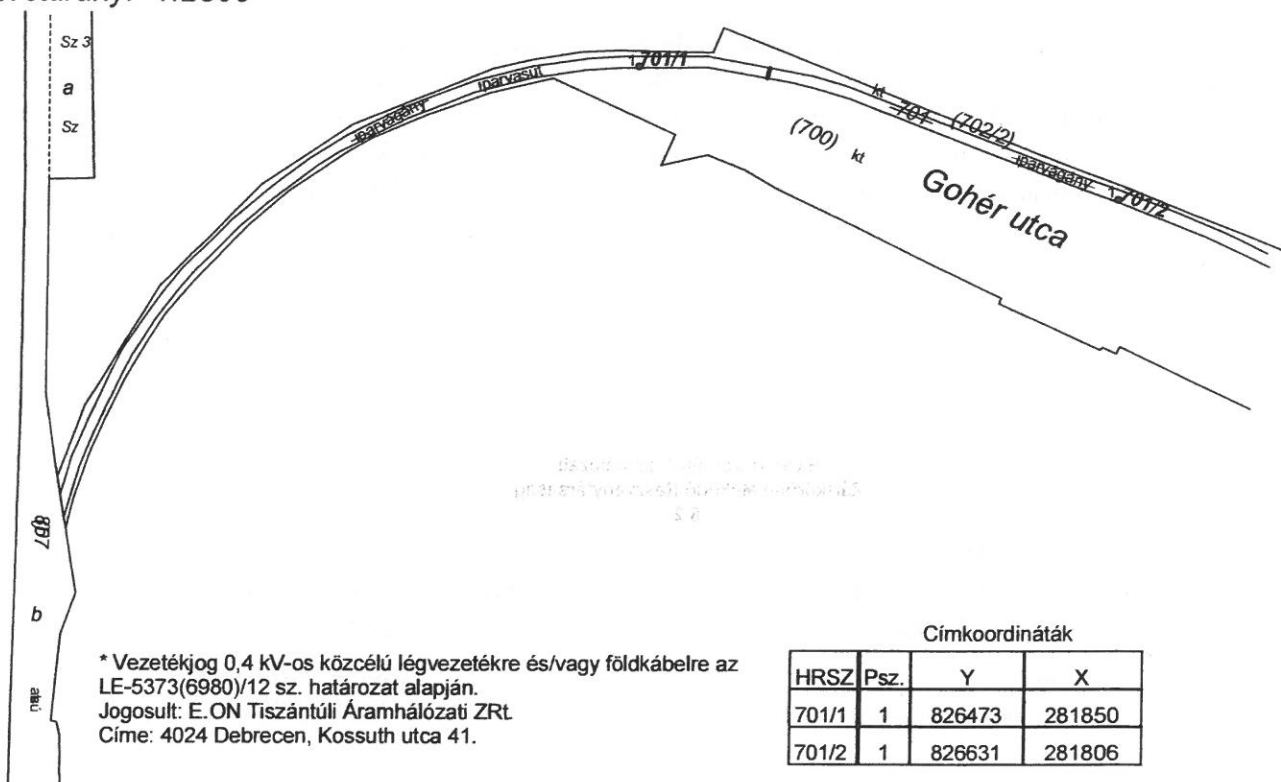 Sz 3
a
Sz
iparvágány
iparvasút
1 701/1
kt
701
(702/2)
iparvágány
1 701/2
(700) kt
Gohér utca
b
* Vezetékjog 0,4 kV-os közcélú légvezetékre és/vagy földkábelre az
LE-5373(6980)/12 sz. határozat alapján.
Jogosult: E.ON Tiszántúli Áramhálózati ZRt.
Címe: 4024 Debrecen, Kossuth utca 41.
Címkoordináták
HRSZ Psz. Y X
701/1 1 826473 281850
701/2 1 826631 281806